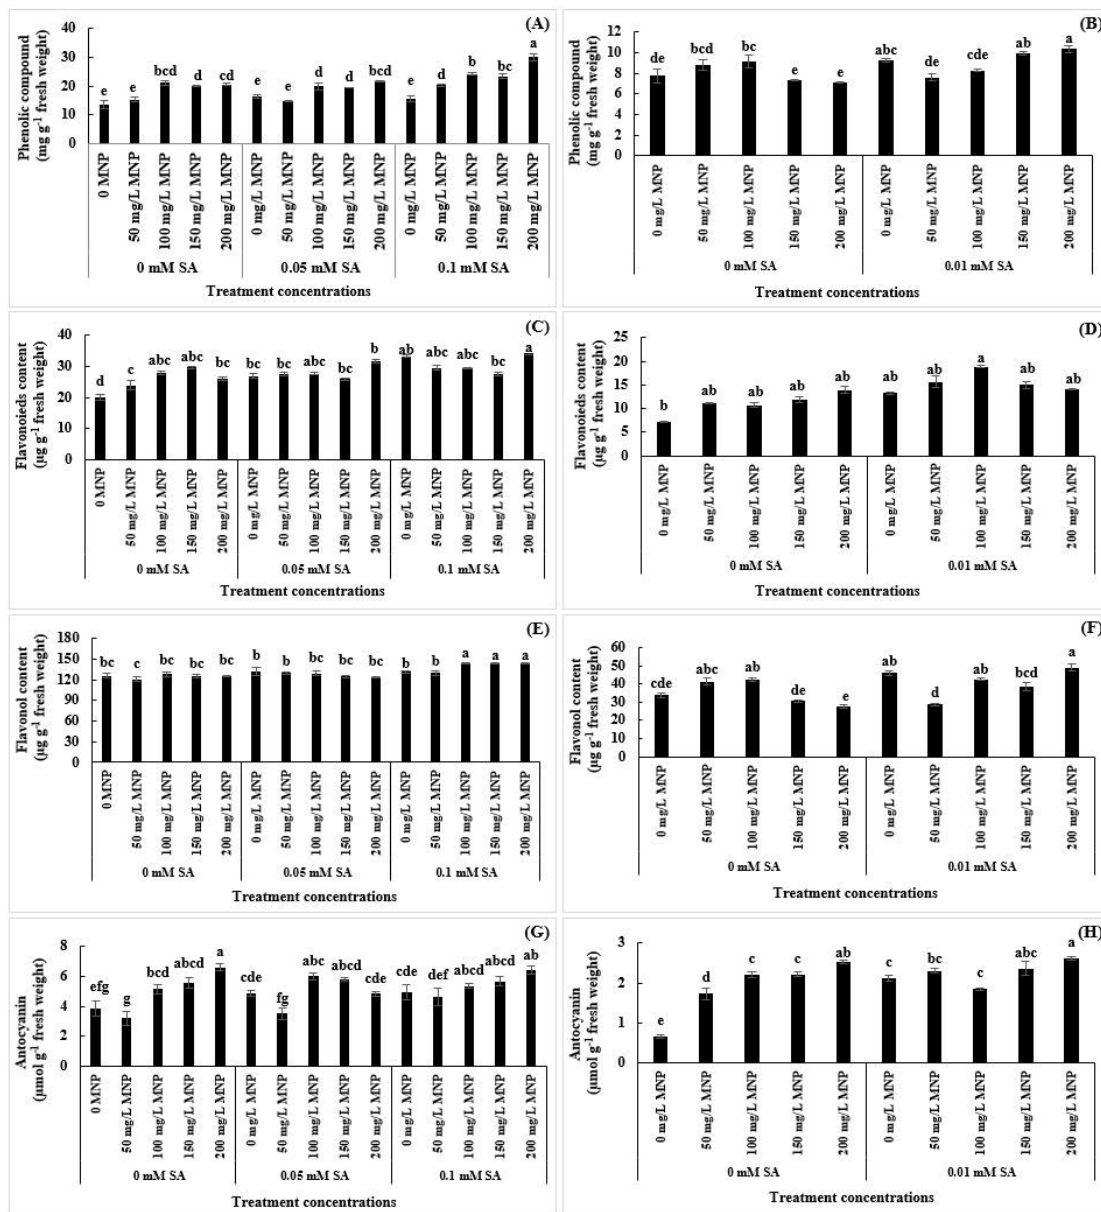 (A)
Phenolic compound
(mg g-1 fresh weight)
40
30
20
10
0
e e bcd d cd e e d d bcd e d b bc a
0 MNP
50 mg/L MNP
100 mg/L MNP
150 mg/L MNP
200 mg/L MNP
0 mg/L MNP
50 mg/L MNP
100 mg/L MNP
150 mg/L MNP
200 mg/L MNP
0 mg/L MNP
50 mg/L MNP
100 mg/L MNP
150 mg/L MNP
200 mg/L MNP
0 mM SA 0.05 mM SA 0.1 mM SA
Treatment concentrations
(B)
Phenolic compound
(mg g-1 fresh weight)
12
10
8
6
4
2
0
de bcd bc e e abc de cde ab a
0 mg/L MNP
50 mg/L MNP
100 mg/L MNP
150 mg/L MNP
200 mg/L MNP
0 mg/L MNP
50 mg/L MNP
100 mg/L MNP
150 mg/L MNP
200 mg/L MNP
0 mM SA 0.01 mM SA
Treatment concentrations
(C)
Flavonoieds content
(µg g-1 fresh weight)
40
30
20
10
0
d c abc abc bc bc bc abc bc b ab abc abc bc a
0 MNP
50 mg/L MNP
100 mg/L MNP
150 mg/L MNP
200 mg/L MNP
0 mg/L MNP
50 mg/L MNP
100 mg/L MNP
150 mg/L MNP
200 mg/L MNP
0 mg/L MNP
50 mg/L MNP
100 mg/L MNP
150 mg/L MNP
200 mg/L MNP
0 mM SA 0.05 mM SA 0.1 mM SA
Treatment concentrations
(D)
Flavonoieds content
(µg g-1 fresh weight)
25
20
15
10
5
0
b ab ab ab ab ab ab a ab ab
0 mg/L MNP
50 mg/L MNP
100 mg/L MNP
150 mg/L MNP
200 mg/L MNP
0 mg/L MNP
50 mg/L MNP
100 mg/L MNP
150 mg/L MNP
200 mg/L MNP
0 mM SA 0.01 mM SA
Treatment concentrations
(E)
Flavonol content
(µg g-1 fresh weight)
180
150
120
90
60
30
0
bc c bc bc bc b b bc bc bc b b a a a
0 MNP
50 mg/L MNP
100 mg/L MNP
150 mg/L MNP
200 mg/L MNP
0 mg/L MNP
50 mg/L MNP
100 mg/L MNP
150 mg/L MNP
200 mg/L MNP
0 mg/L MNP
50 mg/L MNP
100 mg/L MNP
150 mg/L MNP
200 mg/L MNP
0 mM SA 0.05 mM SA 0.1 mM SA
Treatment concentrations
(F)
Flavonol content
(µg g-1 fresh weight)
60
50
40
30
20
10
0
cde abc ab de e ab d ab bcd a
0 mg/L MNP
50 mg/L MNP
100 mg/L MNP
150 mg/L MNP
200 mg/L MNP
0 mg/L MNP
50 mg/L MNP
100 mg/L MNP
150 mg/L MNP
200 mg/L MNP
0 mM SA 0.01 mM SA
Treatment concentrations
(G)
Antocyanin
(µmol g-1 fresh weight)
8
6
4
2
0
efg g bcd abcd a cde fg abc abcd cde cde def abcd abcd ab
0 MNP
50 mg/L MNP
100 mg/L MNP
150 mg/L MNP
200 mg/L MNP
0 mg/L MNP
50 mg/L MNP
100 mg/L MNP
150 mg/L MNP
200 mg/L MNP
0 mg/L MNP
50 mg/L MNP
100 mg/L MNP
150 mg/L MNP
200 mg/L MNP
0 mM SA 0.05 mM SA 0.1 mM SA
Treatment concentrations
(H)
Antocyanin
(µmol g-1 fresh weight)
3
2
1
0
e d c c ab c bc c abc a
0 mg/L MNP
50 mg/L MNP
100 mg/L MNP
150 mg/L MNP
200 mg/L MNP
0 mg/L MNP
50 mg/L MNP
100 mg/L MNP
150 mg/L MNP
200 mg/L MNP
0 mM SA 0.01 mM SA
Treatment concentrations